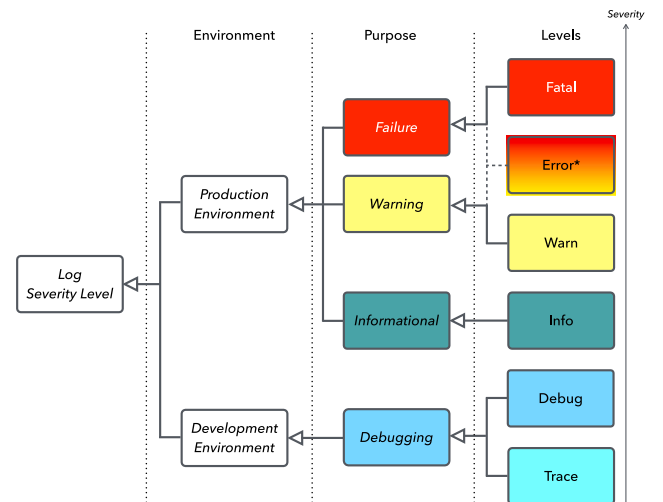 Severity
Environment
Purpose
Levels
Fatal
Failure
Error*
Production
Environment
Warning
Warn
Log
Severity Level
Informational
Info
Debug
Development
Environment
Debugging
Trace